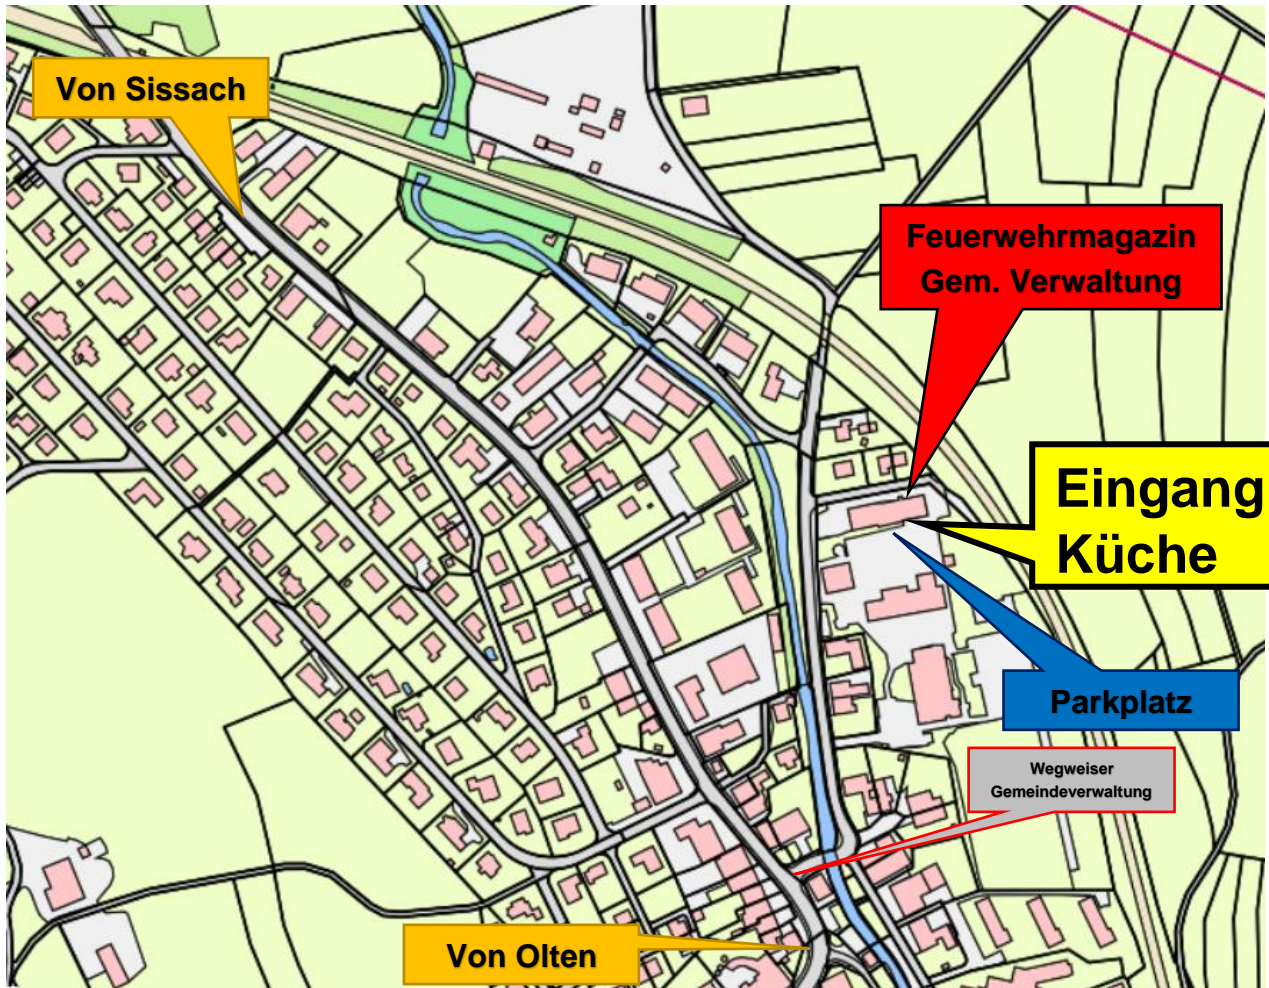 Von Sissach
Feuerwehrmagazin
Gem. Verwaltung
Eingang
Küche
Parkplatz
Wegweiser
Gemeindeverwaltung
Von Olten